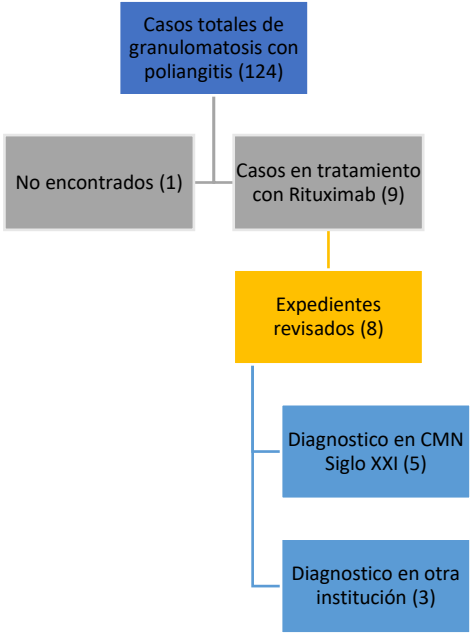 Casos totales de
granulomatosis con
poliangitis (124)
No encontrados (1)
Casos en tratamiento
con Rituximab (9)
Expedientes
revisados (8)
Diagnostico en CMN
Siglo XXI (5)
Diagnostico en otra
institución (3)